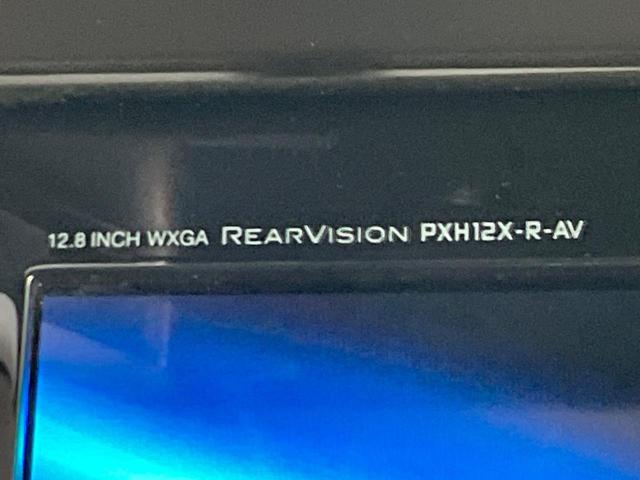 12.8 INCH WXGA REARVISION PXH12X-R-AV